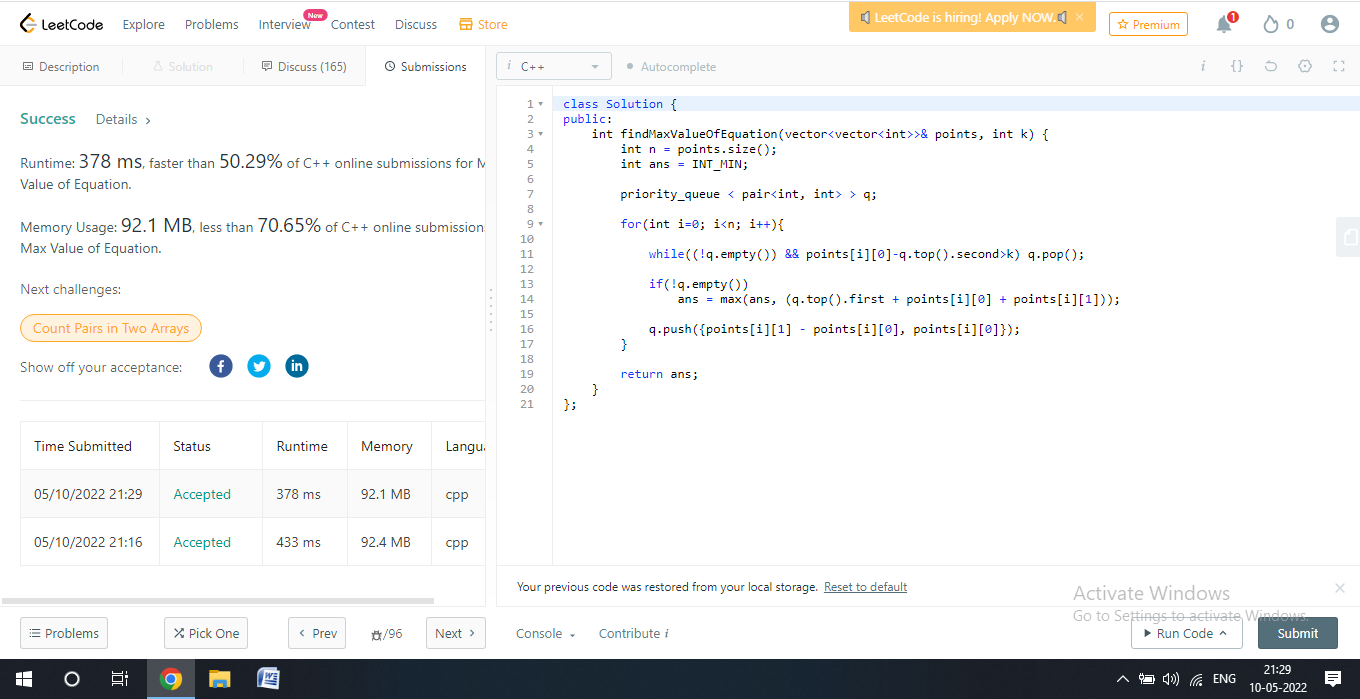 LeetCode Explore Problems Interview New Contest Discuss Store LeetCode is hiring! Apply NOW. × Premium 1 0
Description Solution Discuss (165) Submissions i C++ Autocomplete i {}
Success Details >
Runtime: 378 ms, faster than 50.29% of C++ online submissions for M
Value of Equation.
Memory Usage: 92.1 MB, less than 70.65% of C++ online submission
Max Value of Equation.
Next challenges:
Count Pairs in Two Arrays
Show off your acceptance: f in
Time Submitted Status Runtime Memory Langua
05/10/2022 21:29 Accepted 378 ms 92.1 MB cpp
05/10/2022 21:16 Accepted 433 ms 92.4 MB cpp
1 class Solution {
2 public:
3 int findMaxValueOfEquation(vector<vector<int>>& points, int k) {
4 int n = points.size();
5 int ans = INT_MIN;
6
7 priority_queue < pair<int, int> > q;
8
9 for(int i=0; i<n; i++){
10
11 while((!q.empty()) && points[i][0]-q.top().second>k) q.pop();
12
13 if(!q.empty())
14 ans = max(ans, (q.top().first + points[i][0] + points[i][1]));
15
16 q.push({points[i][1] - points[i][0], points[i][0]});
17 }
18
19 return ans;
20 }
21 };
Your previous code was restored from your local storage. Reset to default ×
Activate Windows
Go to Settings to activate Windows.
Problems Pick One < Prev /96 Next > Console Contribute i Run Code Submit
W ENG 21:29
10-05-2022